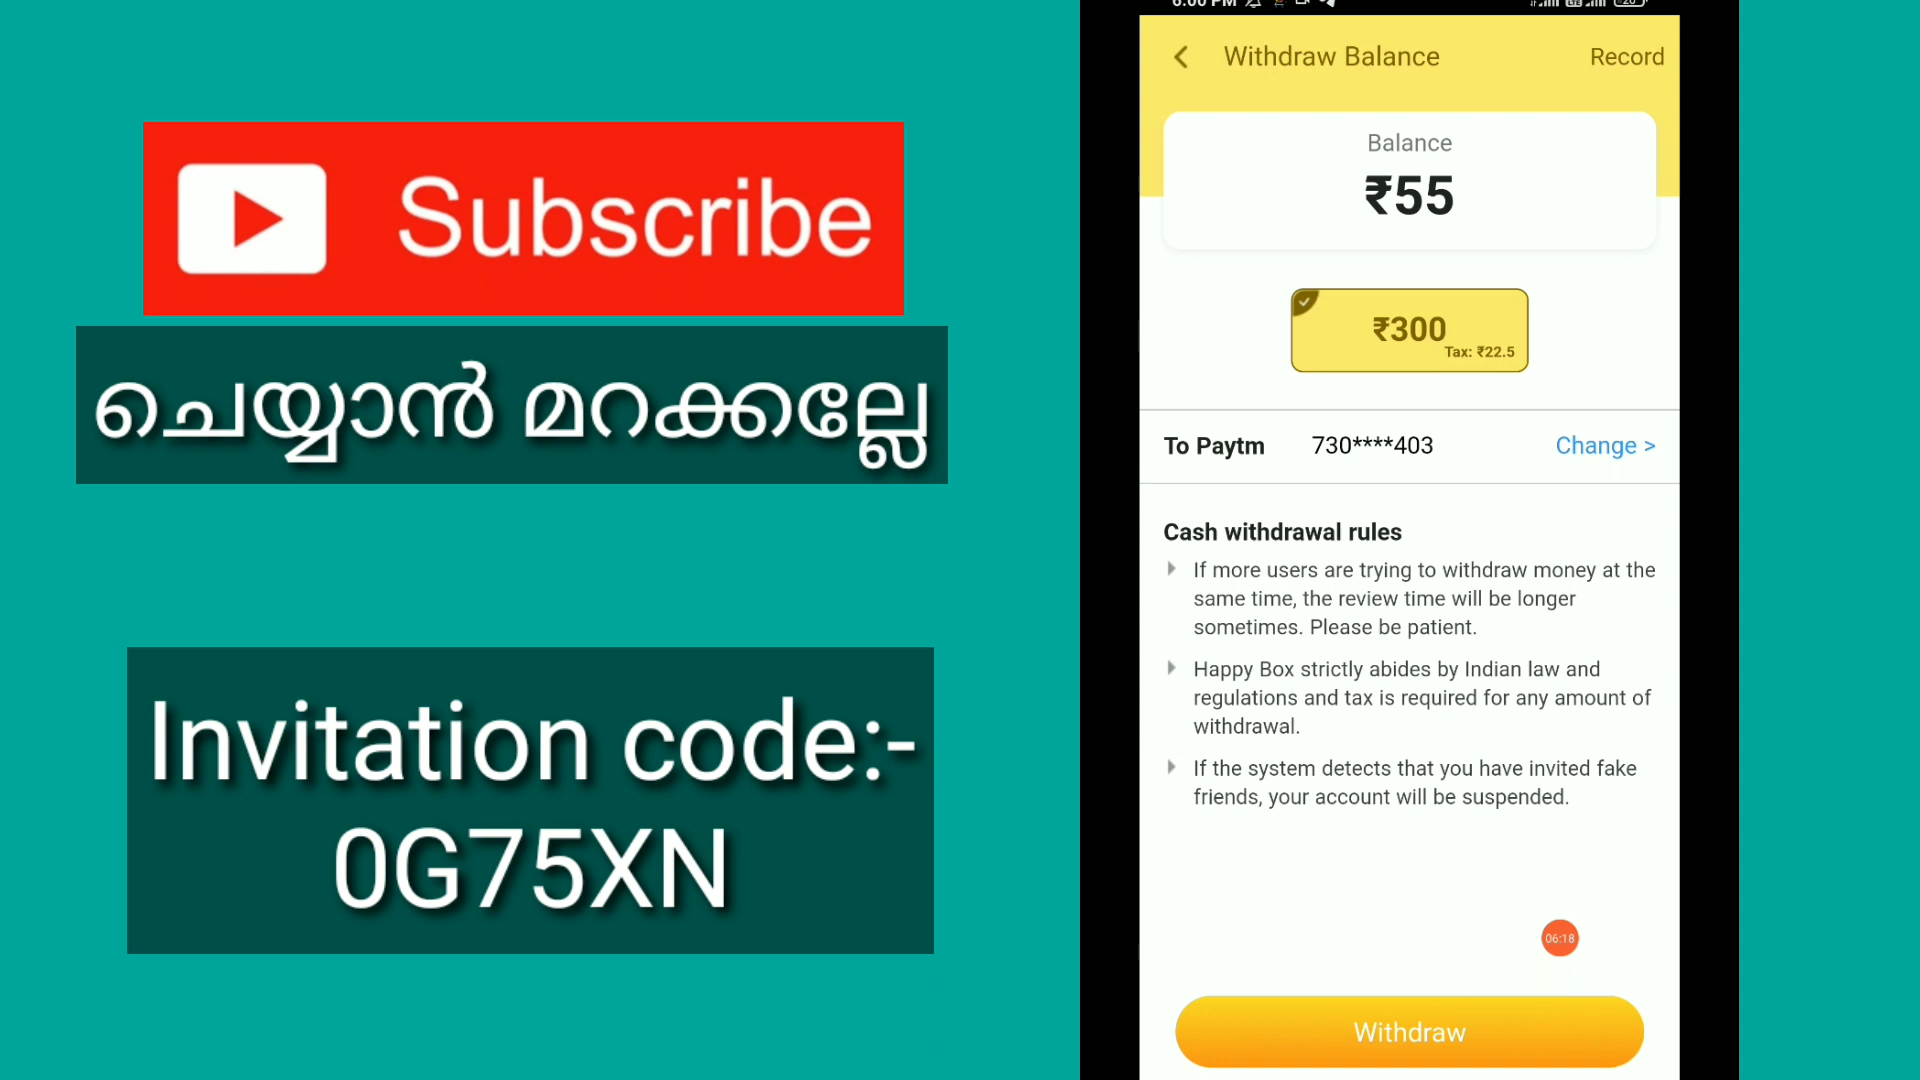 Subscribe
ചെയ്യാൻ മറക്കല്ലേ
Invitation code:-
0G75XN
6:00 PM
Withdraw Balance
Record
Balance
₹55
₹300
Tax: ₹22.5
To Paytm 730****403 Change >
Cash withdrawal rules
If more users are trying to withdraw money at the
same time, the review time will be longer
sometimes. Please be patient.
Happy Box strictly abides by Indian law and
regulations and tax is required for any amount of
withdrawal.
If the system detects that you have invited fake
friends, your account will be suspended.
06:18
Withdraw